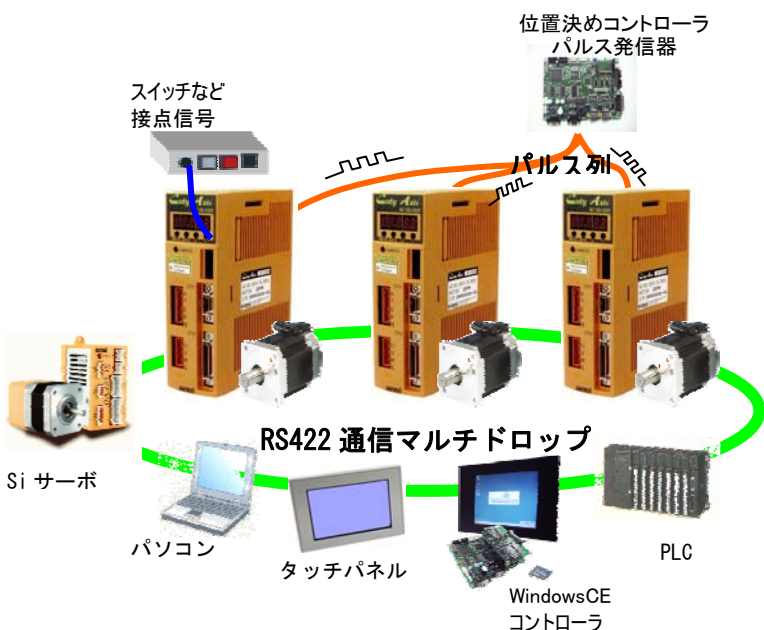 位置決めコントローラ
パルス発信器
スイッチなど
接点信号
パルス列
RS422 通信マルチドロップ
Si サーボ
パソコン
タッチパネル
PLC
WindowsCE
コントローラ